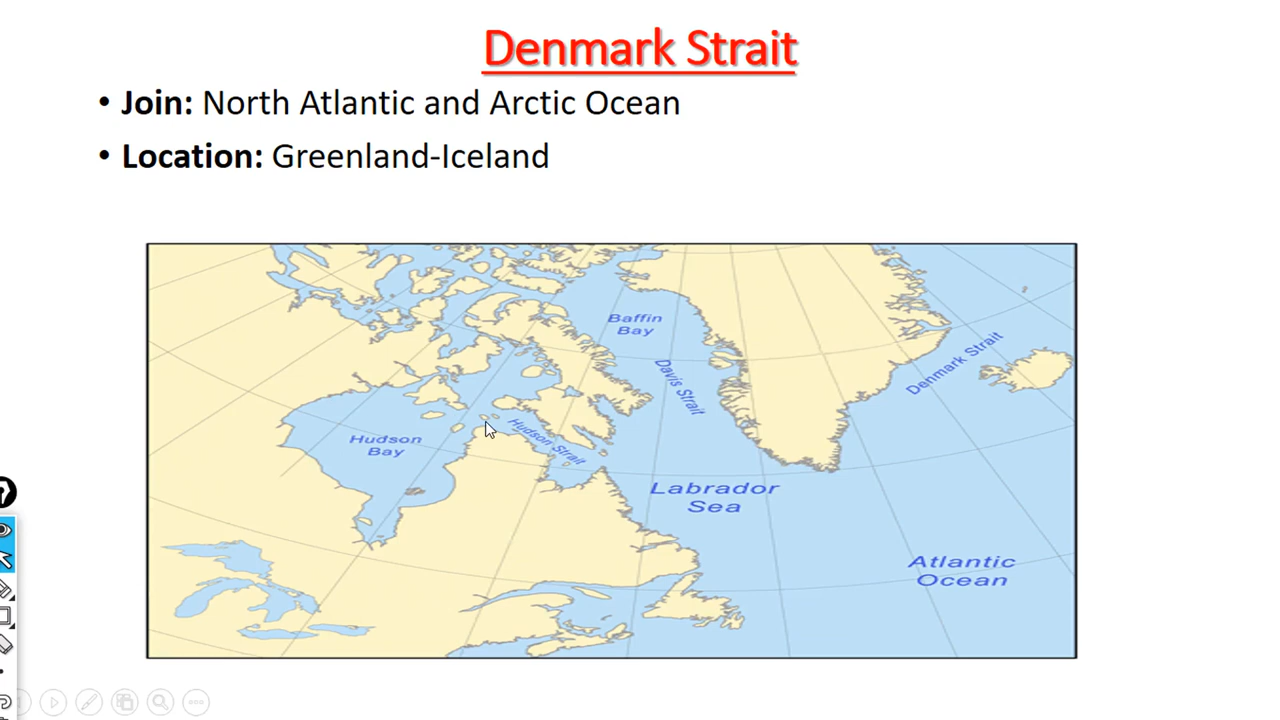 Denmark Strait
• Join: North Atlantic and Arctic Ocean
• Location: Greenland-Iceland
Baffin
Bay
Davis Strait
Denmark Strait
Hudson
Bay
Hudson Strait
Labrador
Sea
Atlantic
Ocean